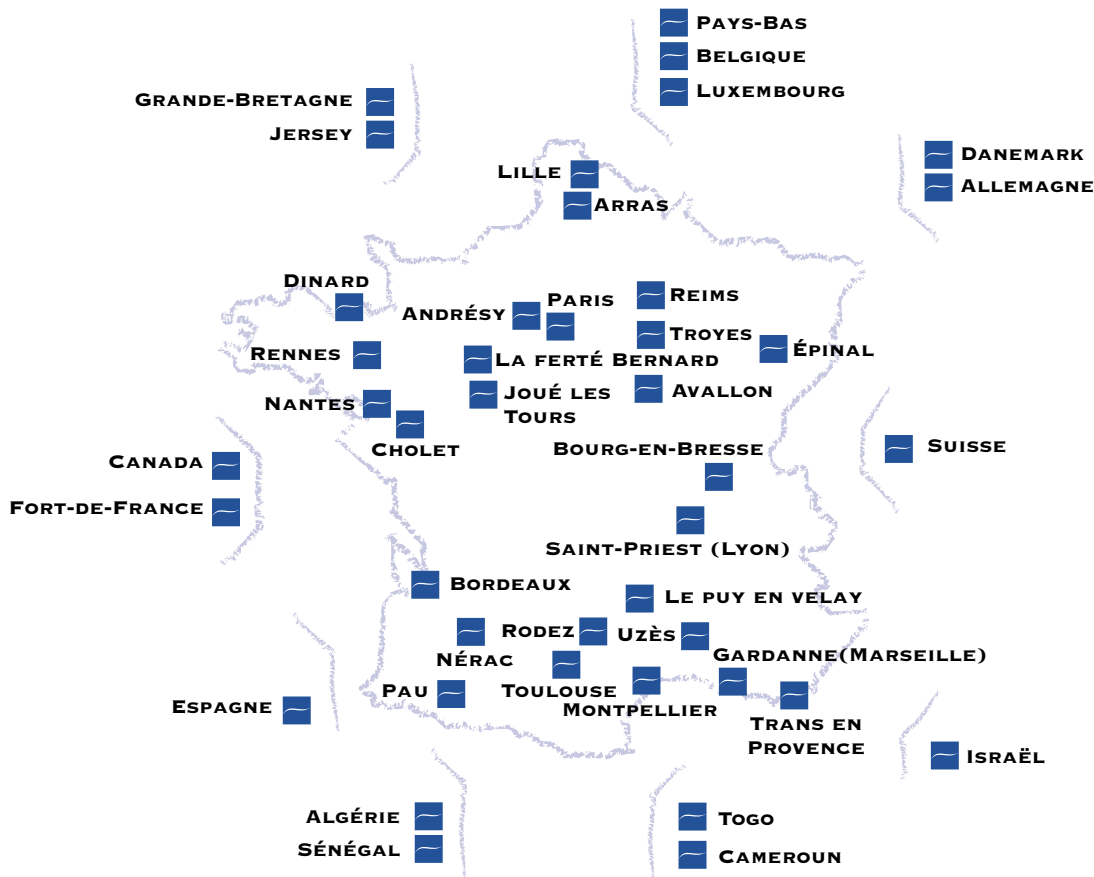 PAYS-BAS
BELGIQUE
LUXEMBOURG
GRANDE-BRETAGNE
JERSEY
DANEMARK
ALLEMAGNE
LILLE
ARRAS
DINARD
PARIS
ANDRÉSY
REIMS
TROYES
RENNES
LA FERTÉ BERNARD
ÉPINAL
NANTES
JOUÉ LES
TOURS
AVALLON
CHOLET
BOURG-EN-BRESSE
SUISSE
CANADA
FORT-DE-FRANCE
SAINT-PRIEST (LYON)
BORDEAUX
LE PUY EN VELAY
RODEZ
UZÈS
NÉRAC
GARDANNE(MARSEILLE)
PAU
TOULOUSE
MONTPELLIER
TRANS EN
PROVENCE
ESPAGNE
ISRAËL
ALGÉRIE
SÉNÉGAL
TOGO
CAMEROUN